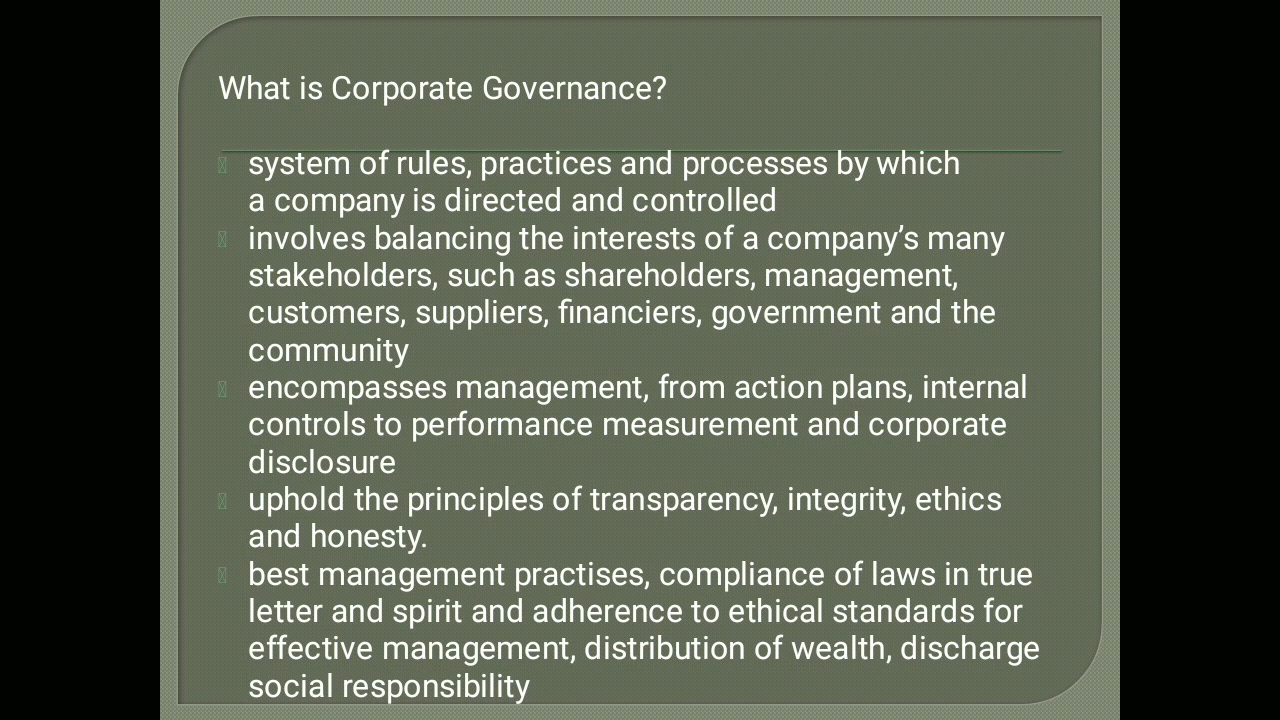 What is Corporate Governance?
system of rules, practices and processes by which
a company is directed and controlled
involves balancing the interests of a company’s many
stakeholders, such as shareholders, management,
customers, suppliers, financiers, government and the
community
encompasses management, from action plans, internal
controls to performance measurement and corporate
disclosure
uphold the principles of transparency, integrity, ethics
and honesty.
best management practises, compliance of laws in true
letter and spirit and adherence to ethical standards for
effective management, distribution of wealth, discharge
social responsibility